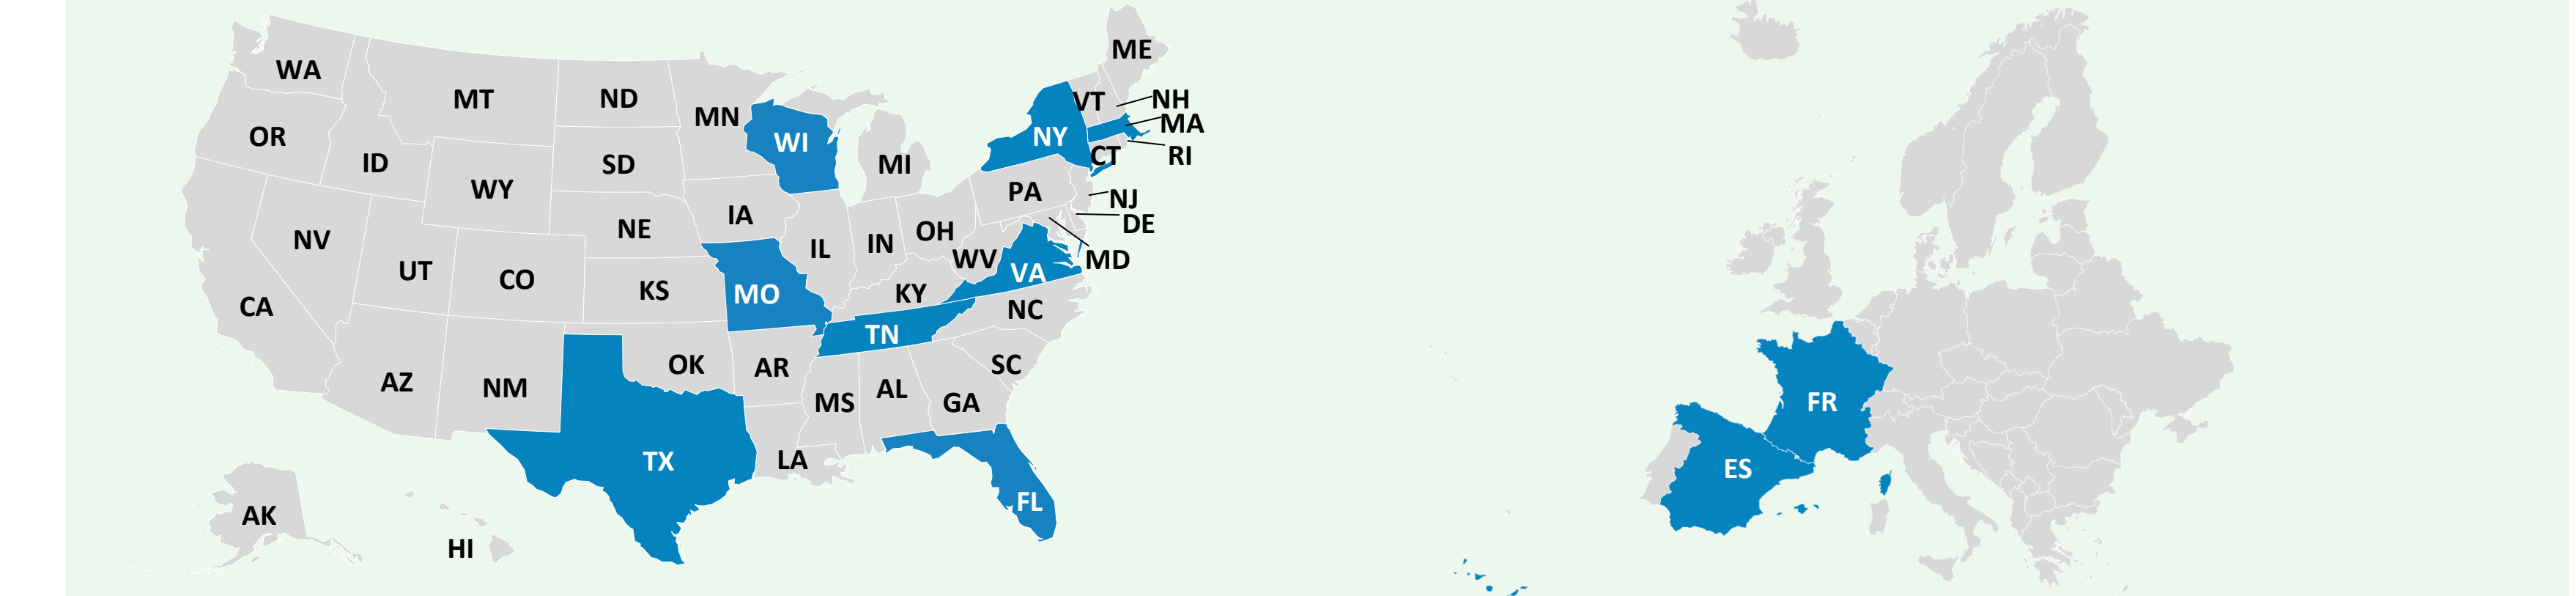 WA
OR
ID
MT
ND
MN
WI
MI
ME
VT
NH
NY
MA
CT
RI
SD
WY
NE
IA
PA
NJ
DE
MD
NV
UT
CO
KS
MO
IL
IN
OH
WV
VA
KY
NC
CA
TN
SC
AZ
NM
OK
AR
MS
AL
GA
TX
LA
FL
AK
HI
FR
ES